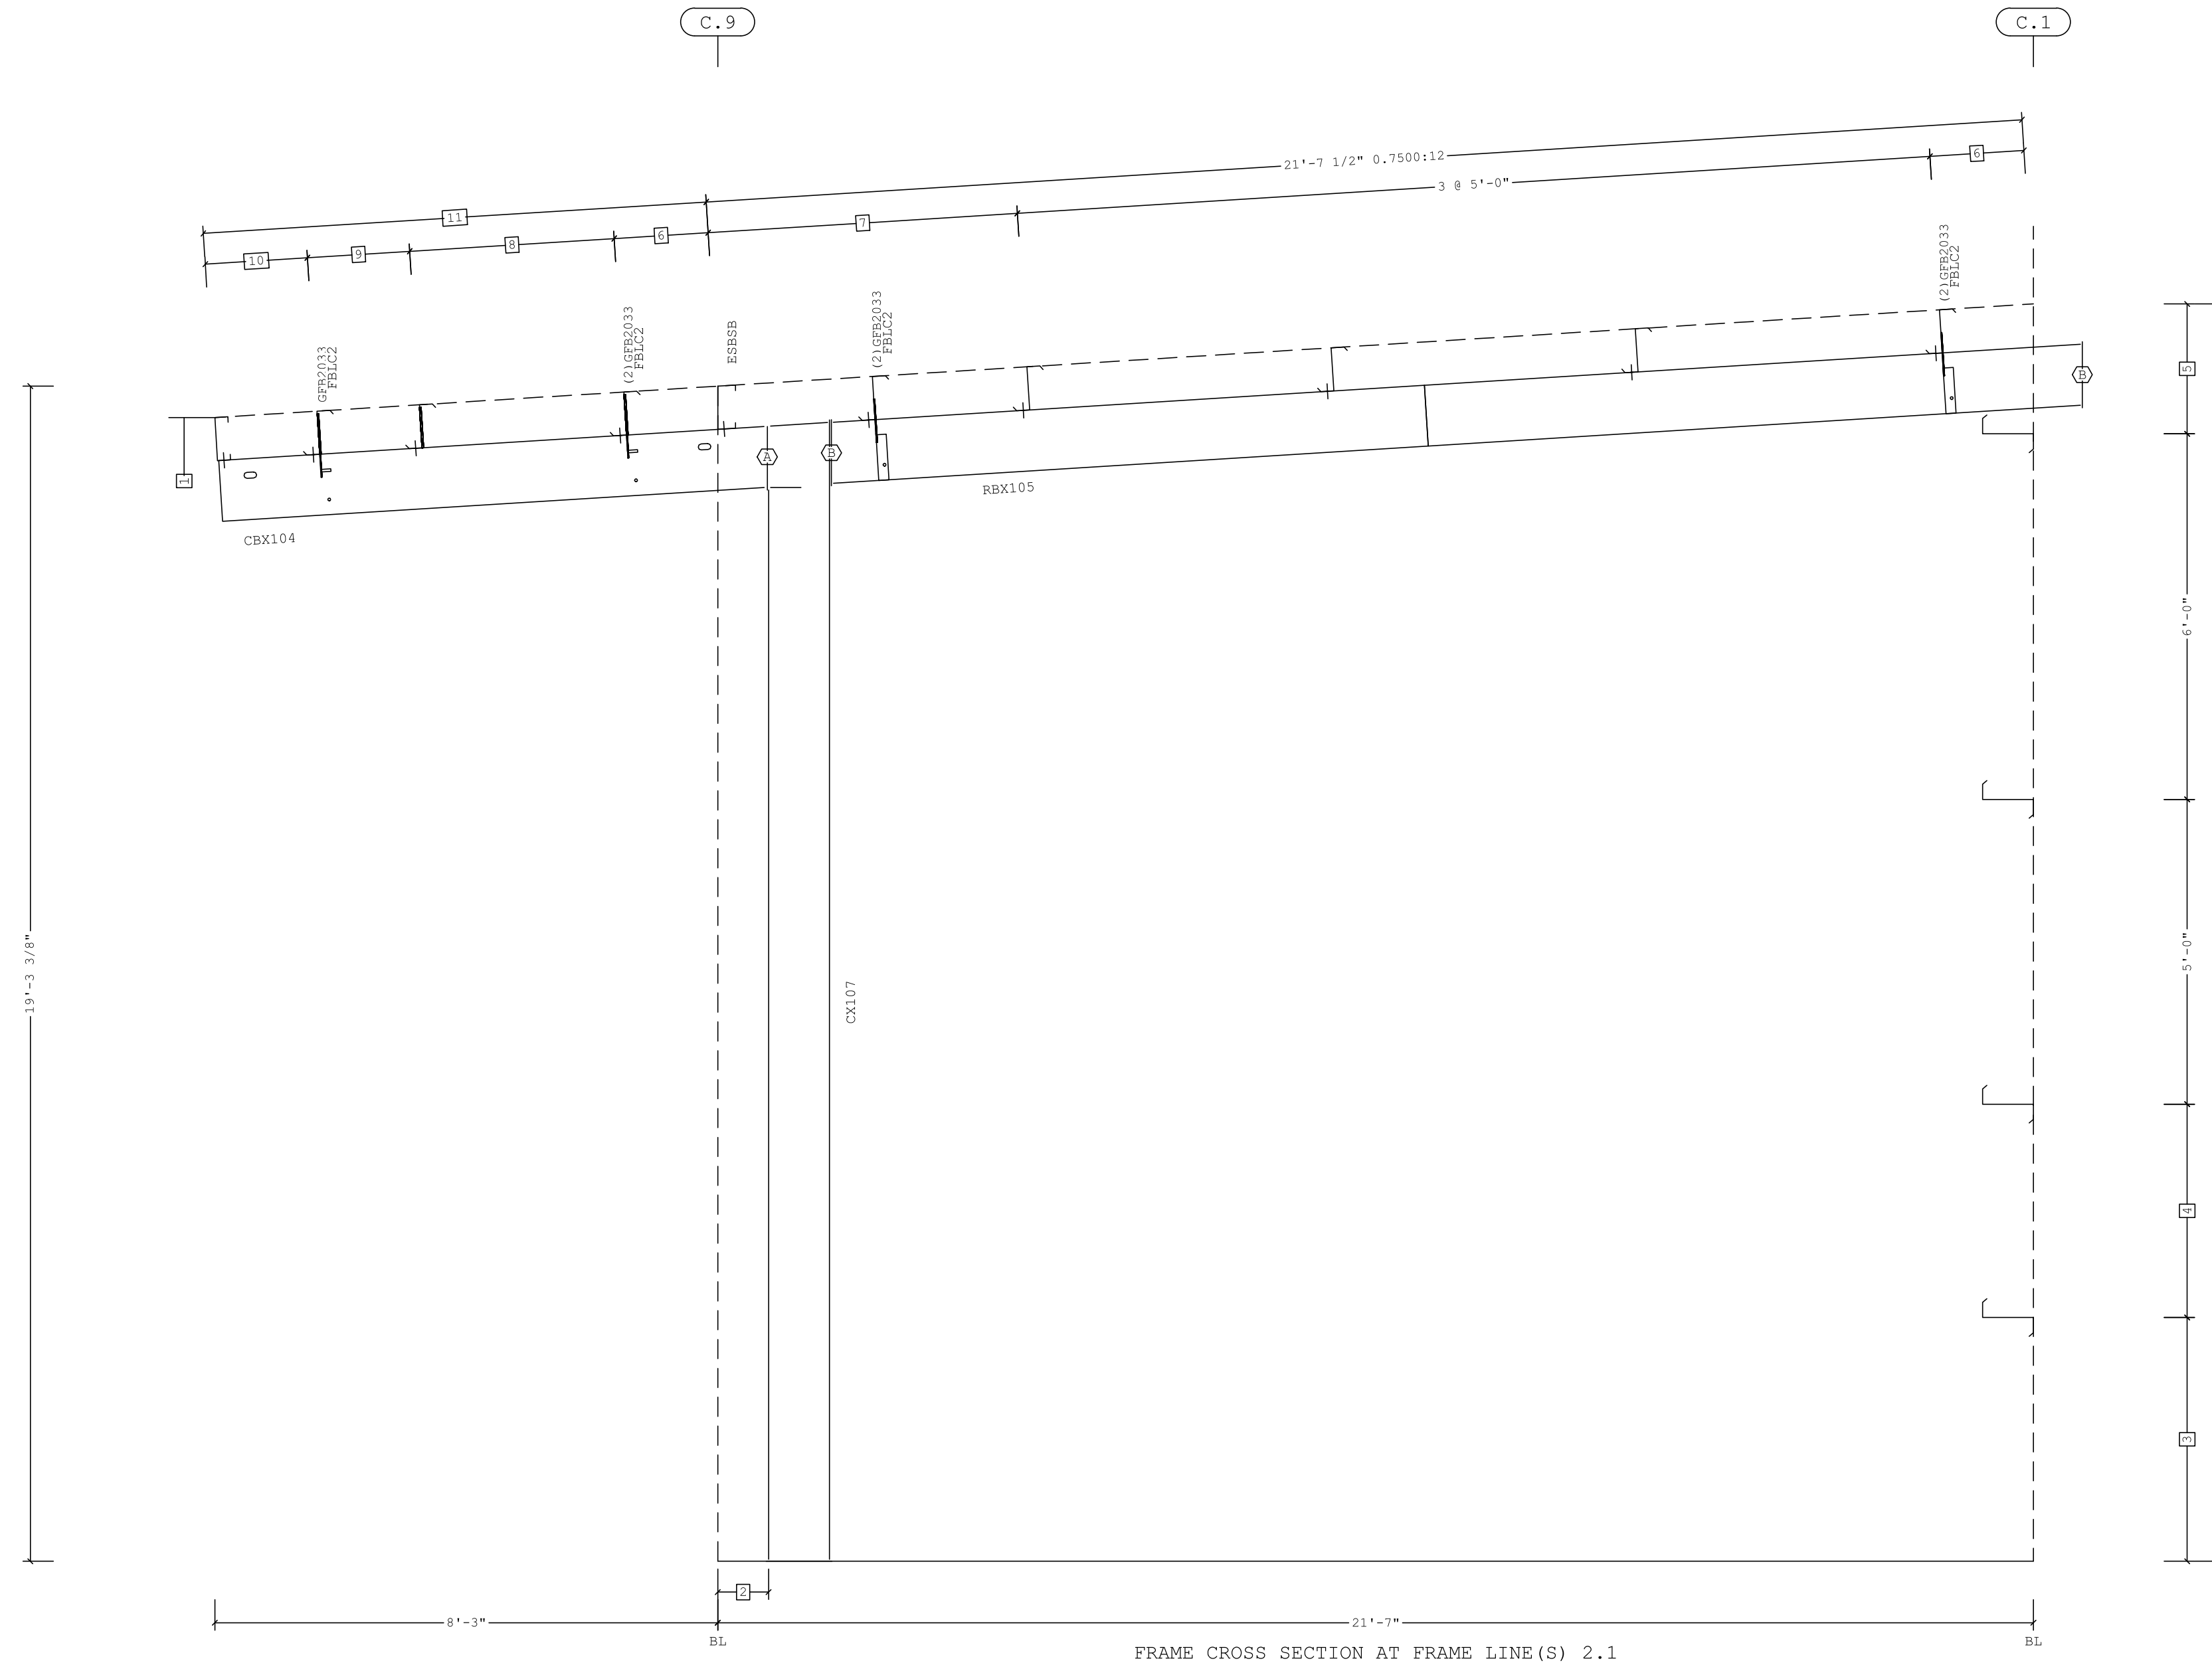 C.9
C.1
21'-7 1/2" 0.7500:12
3 @ 5'-0"
6
11
7
10
9
8
6
GFB2033
FBLC2
(2)GFB2033
FBLC2
ESBSB
(2)GFB2033
FBLC2
(2)GFB2033
FBLC2
1
A
B
B
5
CBX104
RBX105
6'-0"
19'-3 3/8"
CX107
5'-0"
4
3
2
8'-3"
21'-7"
BL
BL
FRAME CROSS SECTION AT FRAME LINE(S) 2.1